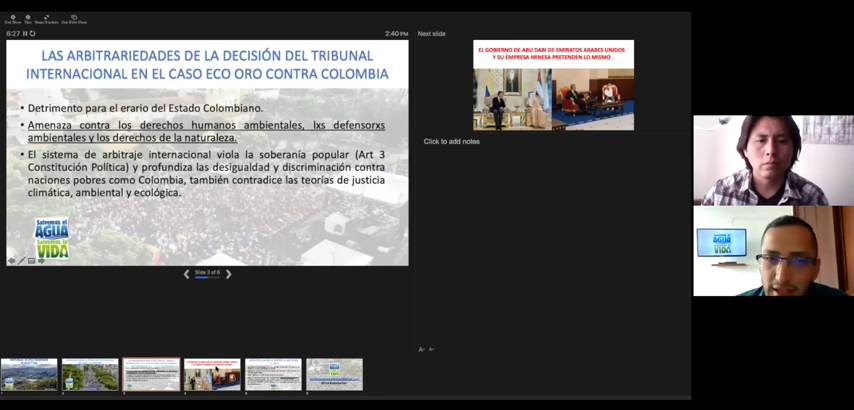 6:27
2:40 PM
LAS ARBITRARIEDADES DE LA DECISIÓN DEL TRIBUNAL
INTERNACIONAL EN EL CASO ECO ORO CONTRA COLOMBIA
• Detrimento para el erario del Estado Colombiano.
• Amenaza contra los derechos humanos ambientales, lxs defensorxs
ambientales y los derechos de la naturaleza.
• El sistema de arbitraje internacional viola la soberanía popular (Art 3
Constitución Política) y profundiza las desigualdad y discriminación contra
naciones pobres como Colombia, también contradice las teorías de justicia
climática, ambiental y ecológica.
Salvemos el
AGUA
Salvemos la
VIDA
Slide 3 of 6
Next slide
EL GOBIERNO DE ABU DABI DE EMIRATOS ARABES UNIDOS
Y SU EMPRESA MINESA PRETENDEN LO MISMO
Click to add notes